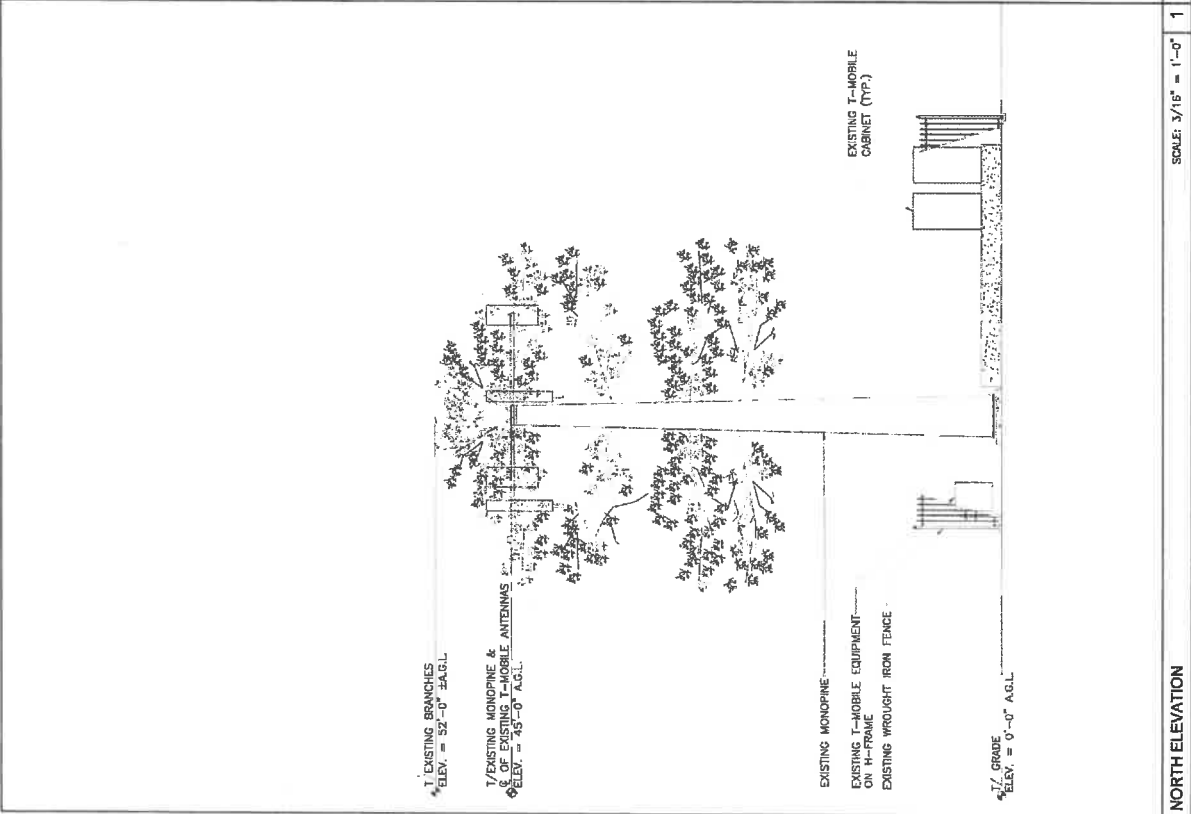 T/EXISTING BRANCHES
ELEV. = 52'-0" ±A.G.L.
T/EXISTING MONOPINE &
℄ OF EXISTING T-MOBILE ANTENNAS
ELEV. = 45'-0" A.G.L.
EXISTING T-MOBILE
CABINET (TYP.)
EXISTING MONOPINE
EXISTING T-MOBILE EQUIPMENT
ON H-FRAME
EXISTING WROUGHT IRON FENCE
T/ GRADE
ELEV. = 0'-0" A.G.L.
NORTH ELEVATION
SCALE: 3/16" = 1'-0"
1